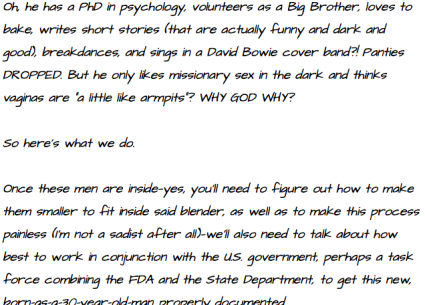 Oh, he has a PhD in psychology, volunteers as a Big Brother, loves to
bake, writes short stories (that are actually funny and dark and
good), breakdances, and sings in a David Bowie cover band?! Panties
DROPPED. But he only likes missionary sex in the dark and thinks
vaginas are "a little like armpits"? WHY GOD WHY?
So here's what we do.
Once these men are inside-yes, you'll need to figure out how to make
them smaller to fit inside said blender, as well as to make this process
painless (I'm not a sadist after all)-we'll also need to talk about how
best to work in conjunction with the U.S. government, perhaps a task
force combining the FDA and the State Department, to get this new,
born-as-a-30-year-old-man properly documented